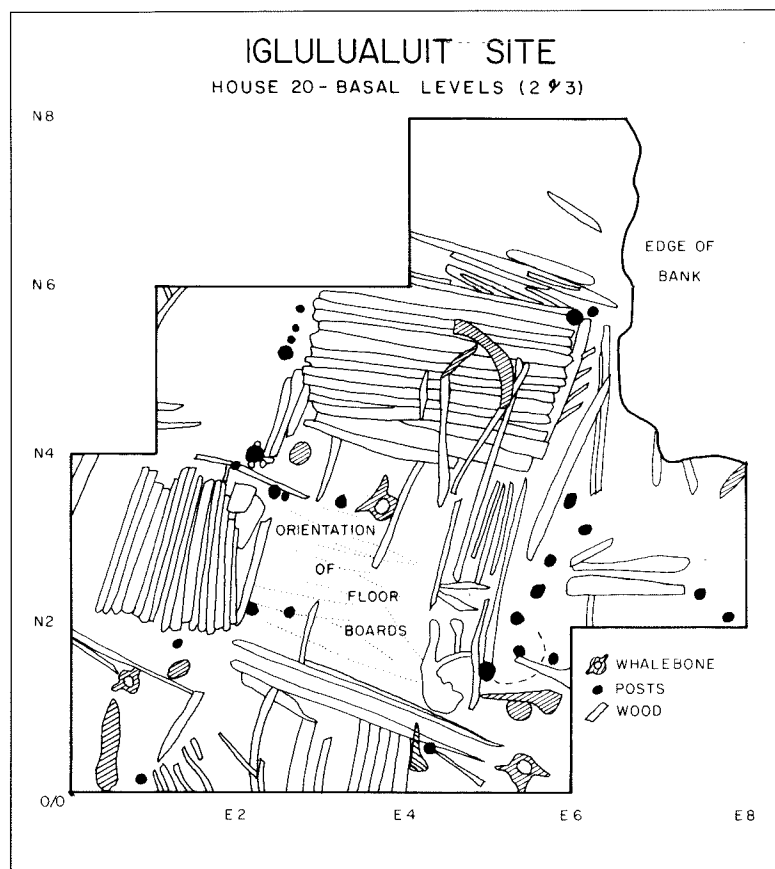 IGLULUALUIT SITE
HOUSE 20 - BASAL LEVELS (2 & 3)
N8
EDGE OF
BANK
N6
N4
ORIENTATION
OF
FLOOR
BOARDS
N2
WHALEBONE
POSTS
WOOD
0/0
E2
E4
E6
E8